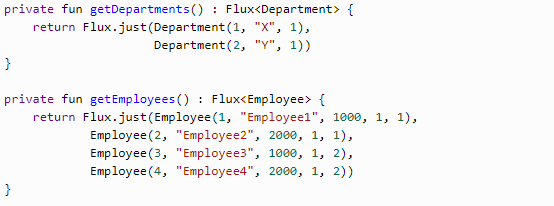 private fun getDepartments() : Flux<Department> {
    return Flux.just(Department(1, "X", 1),
                     Department(2, "Y", 1))
}

private fun getEmployees() : Flux<Employee> {
    return Flux.just(Employee(1, "Employee1", 1000, 1, 1),
            Employee(2, "Employee2", 2000, 1, 1),
            Employee(3, "Employee3", 1000, 1, 2),
            Employee(4, "Employee4", 2000, 1, 2))
}